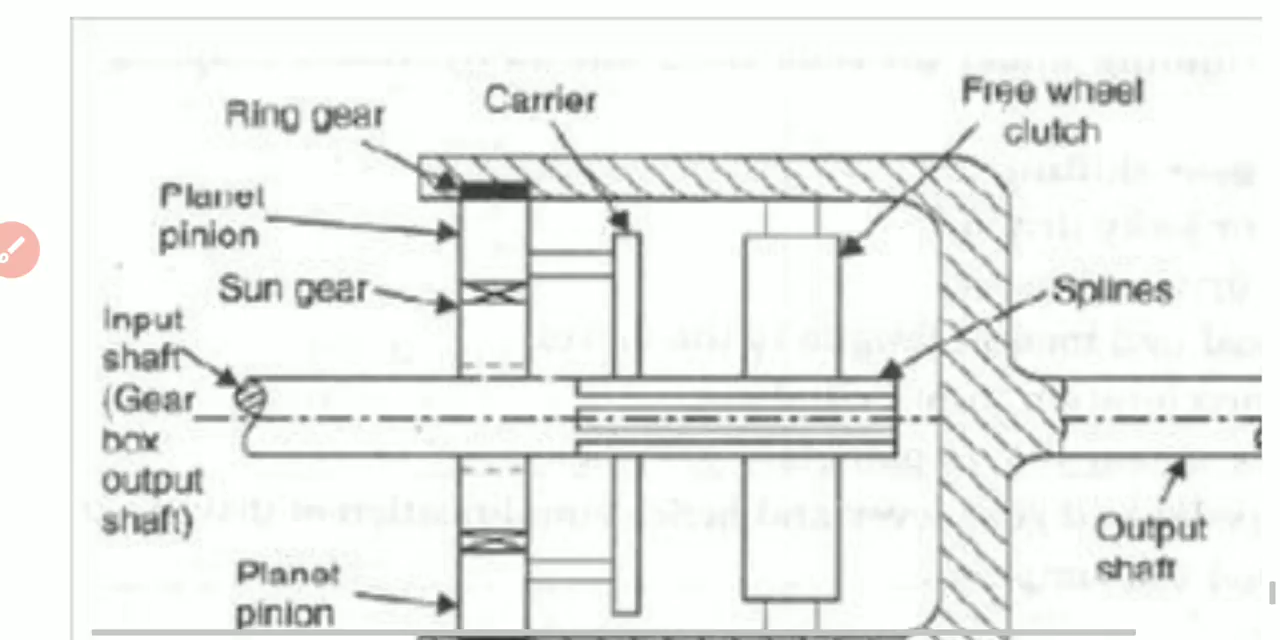 Ring gear
Carrier
Free wheel
clutch
Planet
pinion
Sun gear
Splines
Input
shaft
(Gear
box
output
shaft)
Output
shaft
Planet
pinion